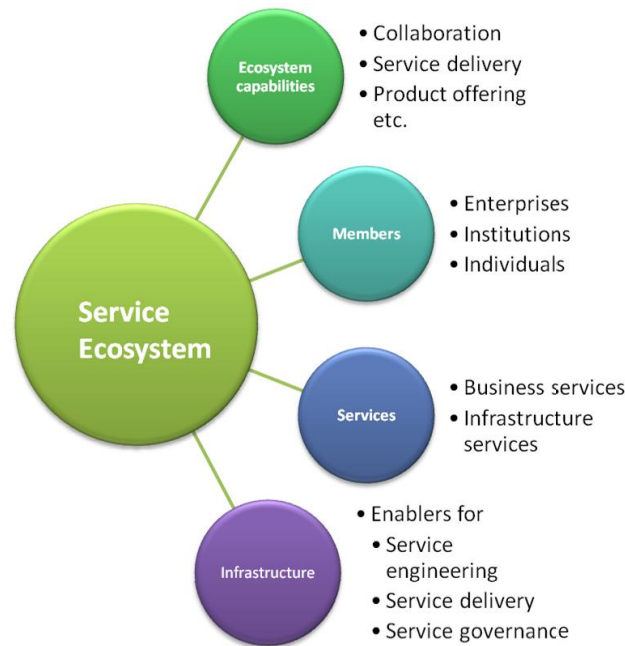 Ecosystem
capabilities
• Collaboration
• Service delivery
• Product offering
etc.
Members
• Enterprises
• Institutions
• Individuals
Service
Ecosystem
Services
• Business services
• Infrastructure
services
Infrastructure
• Enablers for
• Service
engineering
• Service delivery
• Service governance